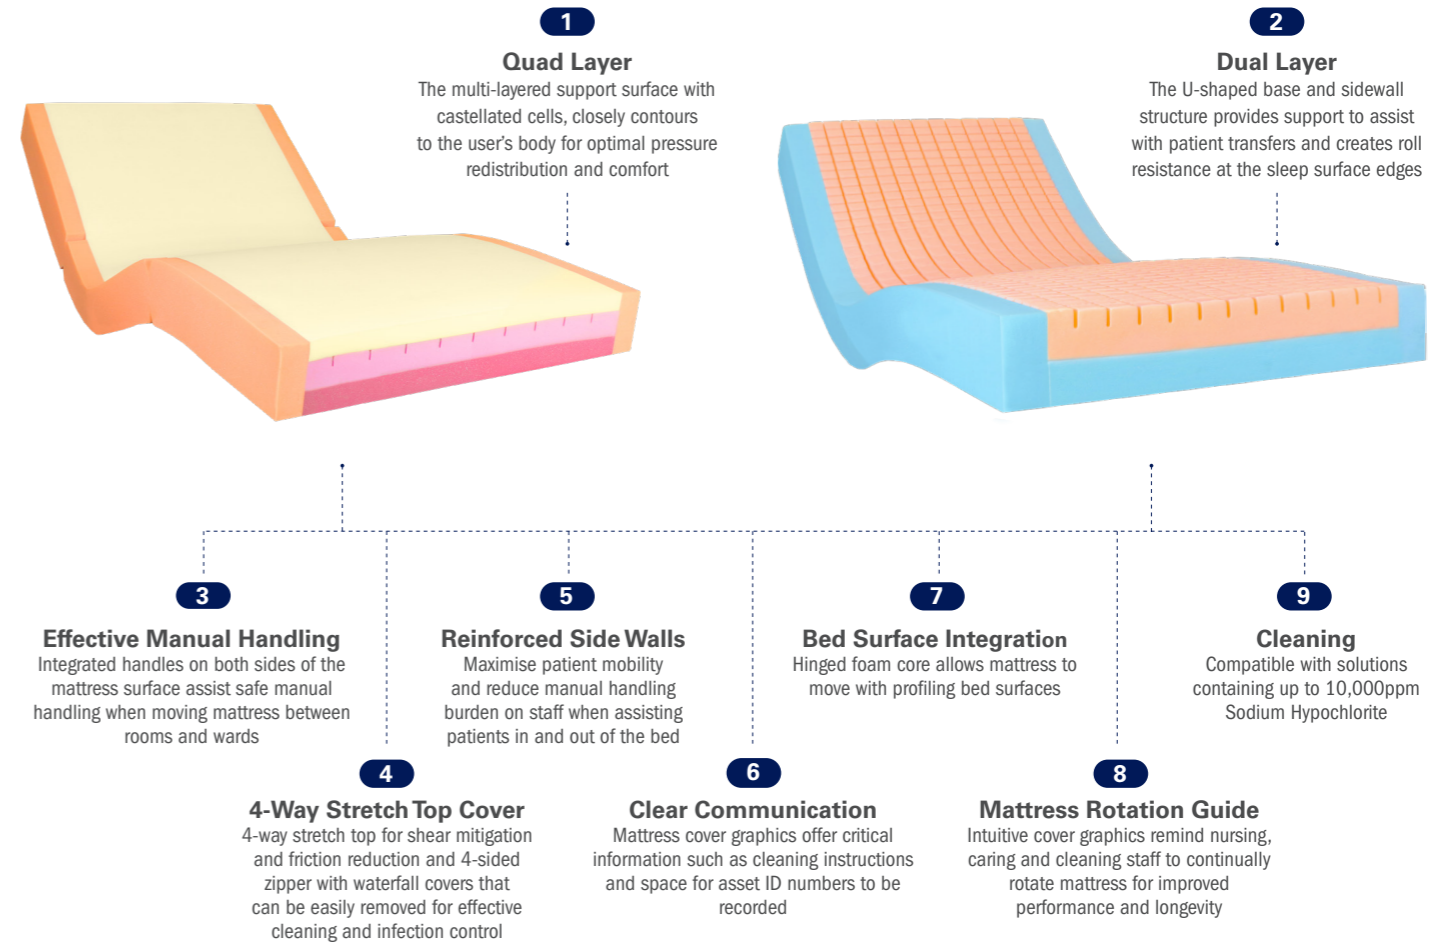 1
Quad Layer
The multi-layered support surface with
castellated cells, closely contours
to the user's body for optimal pressure
redistribution and comfort
2
Dual Layer
The U-shaped base and sidewall
structure provides support to assist
with patient transfers and creates roll
resistance at the sleep surface edges
3
Effective Manual Handling
Integrated handles on both sides of the
mattress surface assist safe manual
handling when moving mattress between
rooms and wards
4
4-Way Stretch Top Cover
4-way stretch top for shear mitigation
and friction reduction and 4-sided
zipper with waterfall covers that
can be easily removed for effective
cleaning and infection control
5
Reinforced Side Walls
Maximise patient mobility
and reduce manual handling
burden on staff when assisting
patients in and out of the bed
6
Clear Communication
Mattress cover graphics offer critical
information such as cleaning instructions
and space for asset ID numbers to be
recorded
7
Bed Surface Integration
Hinged foam core allows mattress to
move with profiling bed surfaces
8
Mattress Rotation Guide
Intuitive cover graphics remind nursing,
caring and cleaning staff to continually
rotate mattress for improved
performance and longevity
9
Cleaning
Compatible with solutions
containing up to 10,000ppm
Sodium Hypochlorite